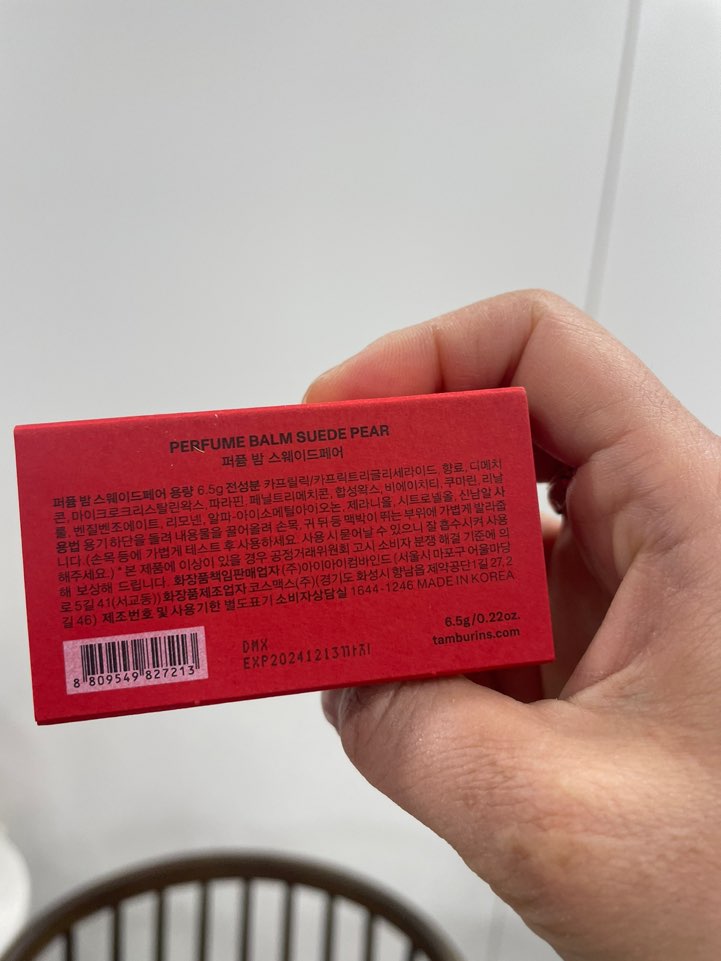 PERFUME BALM SUEDE PEAR
퍼퓸 밤 스웨이드페어
퍼퓸 밤 스웨이드페어 용량 6.5g 전성분 카프릴릭/카프릭트리글리세라이드, 향료, 디메치
콘, 마이크로크리스탈린왁스, 파라핀, 페닐트리메치콘, 합성왁스, 비에이치티, 쿠마린, 리날
룰, 벤질벤조에이트, 리모넨, 알파-아이소메틸아이오논, 제라니올, 시트로넬올, 신남알 사
용법 용기하단을 돌려 내용물을 끌어올려 손목, 귀 뒤 등 맥박이 뛰는 부위에 가볍게 발라줍
니다. (손목 등에 가볍게 테스트 후 사용하세요. 사용 시 묻어날 수 있으니 잘 흡수시켜 사용
해주세요.) * 본 제품에 이상이 있을 경우 공정거래위원회 고시 소비자 분쟁 해결 기준에 의
해 보상해 드립니다. 화장품책임판매업자 (주)아이아이컴바인드 (서울시 마포구 어울마당
로5길 41(서교동)) 화장품제조업자 코스맥스(주)(경기도 화성시 향남읍 제약공단1길 27, 2
길 46) 제조번호 및 사용기한 별도표기 소비자상담실 1644-1246 MADE IN KOREA
6.5g/0.22oz.
tamburins.com
8 809549 827213
DMX
EXP20241213까지